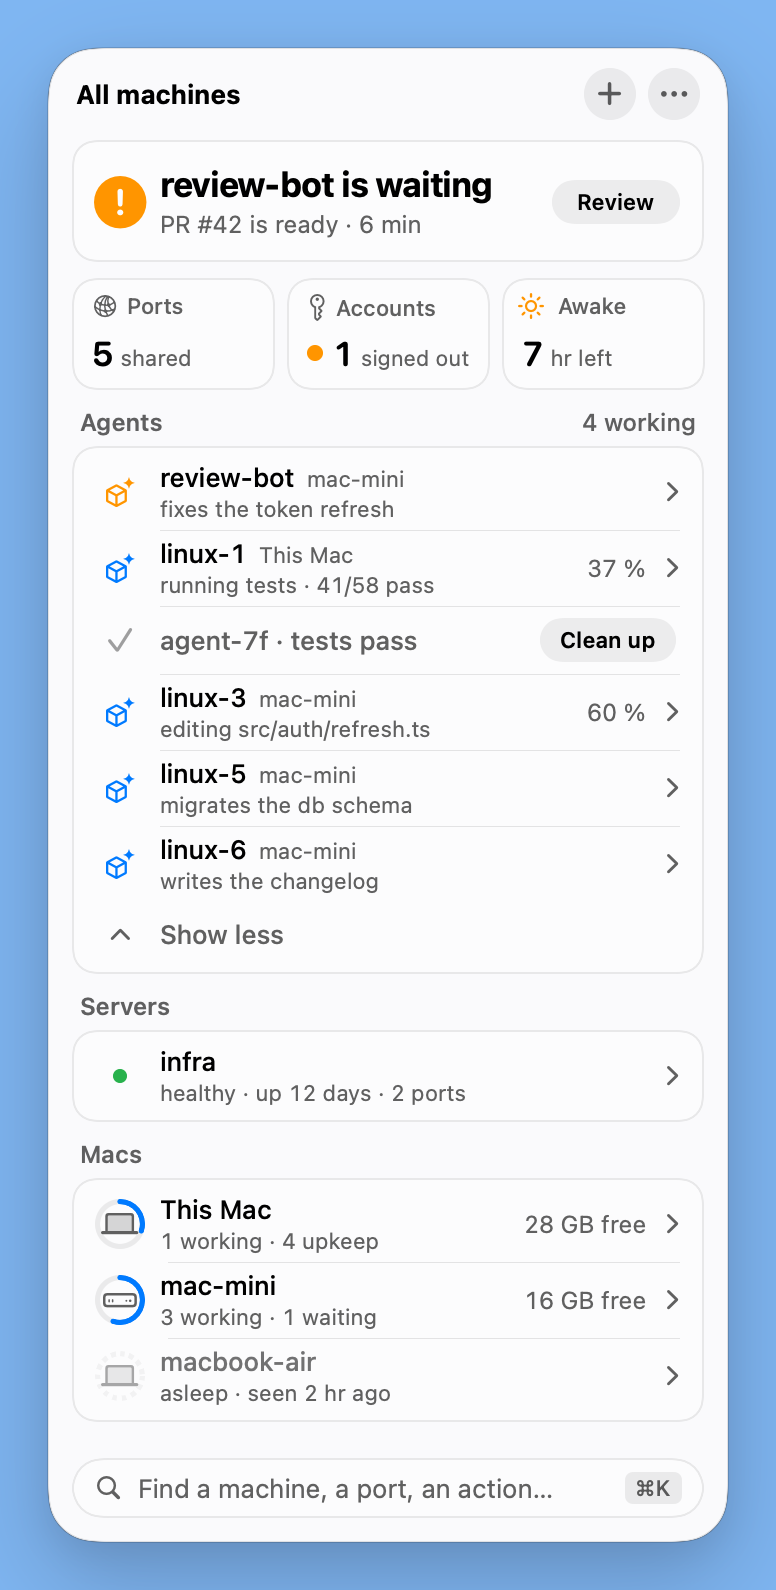 All machines
review-bot is waiting
PR #42 is ready · 6 min
Review
Ports
5 shared
Accounts
1 signed out
Awake
7 hr left
Agents
4 working
review-bot mac-mini
fixes the token refresh
linux-1 This Mac
running tests · 41/58 pass
37 %
agent-7f · tests pass
Clean up
linux-3 mac-mini
editing src/auth/refresh.ts
60 %
linux-5 mac-mini
migrates the db schema
linux-6 mac-mini
writes the changelog
Show less
Servers
infra
healthy · up 12 days · 2 ports
Macs
This Mac
1 working · 4 upkeep
28 GB free
mac-mini
3 working · 1 waiting
16 GB free
macbook-air
asleep · seen 2 hr ago
Find a machine, a port, an action...
⌘K